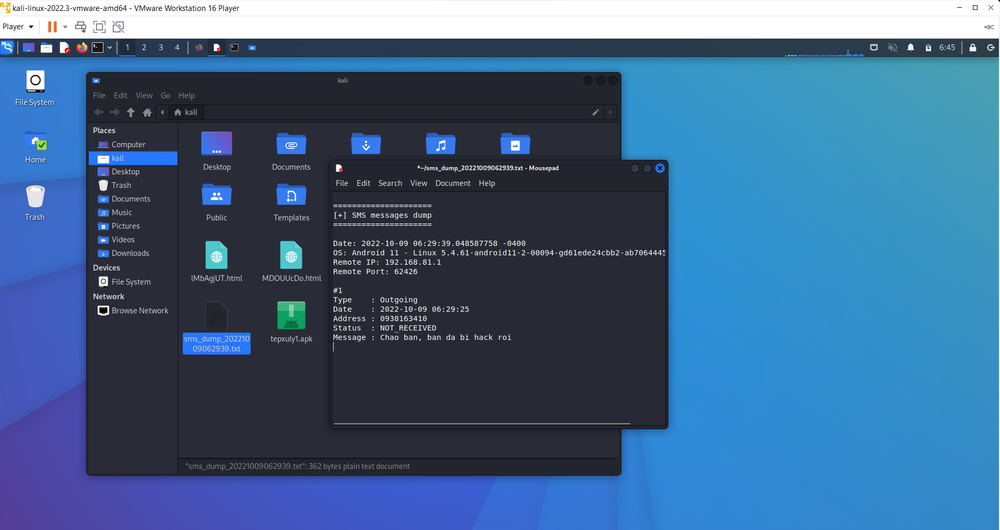 kali-linux-2022.3-vmware-amd64 - VMware Workstation 16 Player
Player
1 2 3 4
6:45
File System
Home
Trash
kali
File Edit View Go Help
kali
Places
Computer
kali
Desktop
Trash
Documents
Music
Pictures
Videos
Downloads
Devices
File System
Network
Browse Network
Desktop
Documents
Public
Templates
lMbAgjUT.html
MDOUUcDo.html
sms_dump_202210
09062939.txt
tepxuly1.apk
"sms_dump_20221009062939.txt": 362 bytes plain text document
*~/sms_dump_20221009062939.txt - Mousepad
File Edit Search View Document Help
=====================
[+] SMS messages dump
=====================
Date: 2022-10-09 06:29:39.048587758 -0400
OS: Android 11 - Linux 5.4.61-android11-2-00094-gd61ede24cbb2-ab7064445
Remote IP: 192.168.81.1
Remote Port: 62426
#1
Type    : Outgoing
Date    : 2022-10-09 06:29:25
Address : 0938163410
Status  : NOT_RECEIVED
Message : Chao ban, ban da bi hack roi